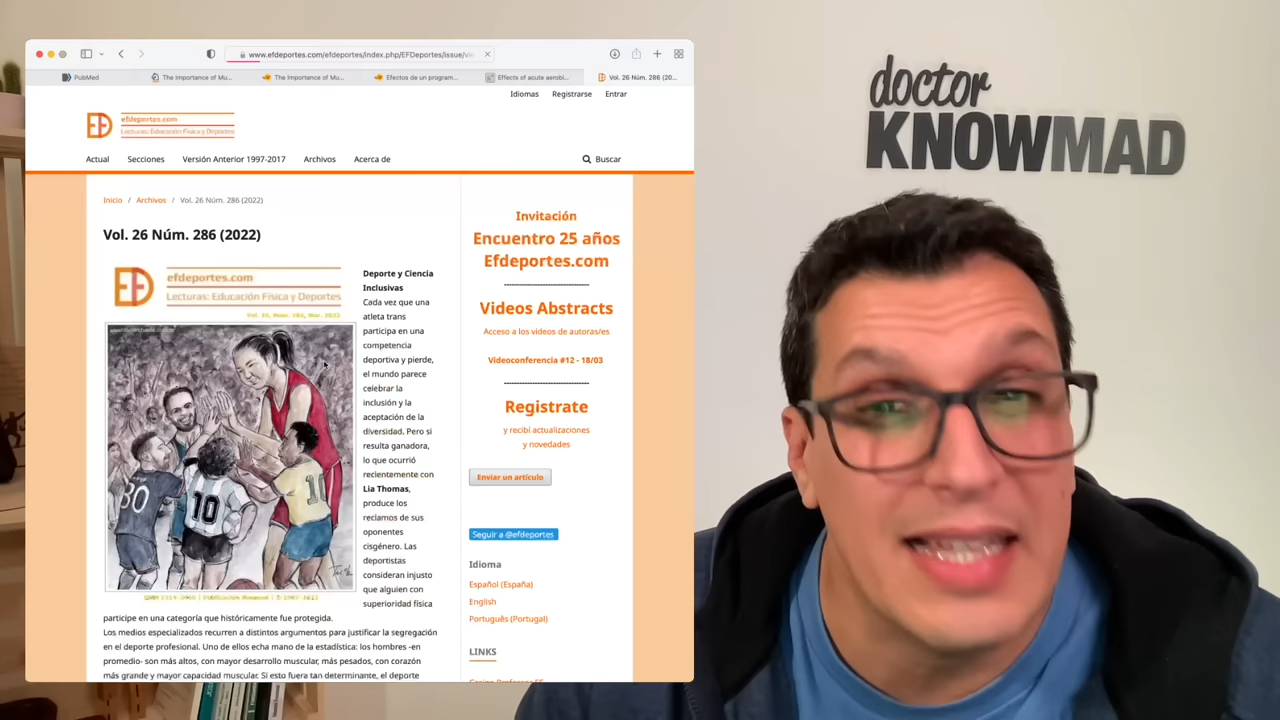 www.efdeportes.com/efdeportes/index.php/EFDeportes/issue/vie
PubMed
The Importance of Mu...
The Importance of Mu...
Efectos de un program...
Effects of acute aerobi...
Vol. 26 Núm. 286 (20...
Idiomas Registrarse Entrar
efdeportes.com
Lecturas: Educación Física y Deportes
Actual Secciones Versión Anterior 1997-2017 Archivos Acerca de Buscar
Inicio / Archivos / Vol. 26 Núm. 286 (2022)
Vol. 26 Núm. 286 (2022)
efdeportes.com
Lecturas: Educación Física y Deportes
Vol. 26, Núm. 286, Mar. 2022
30
10
10
Deporte y Ciencia
Inclusivas
Cada vez que una
atleta trans
participa en una
competencia
deportiva y pierde,
el mundo parece
celebrar la
inclusión y la
aceptación de la
diversidad. Pero si
resulta ganadora,
lo que ocurrió
recientemente con
Lia Thomas,
produce los
reclamos de sus
oponentes
cisgénero. Las
deportistas
consideran injusto
que alguien con
superioridad física
participe en una categoría que históricamente fue protegida.
Los medios especializados recurren a distintos argumentos para justificar la segregación
en el deporte profesional. Uno de ellos echa mano de la estadística: los hombres -en
promedio- son más altos, con mayor desarrollo muscular, más pesados, con corazón
más grande y mayor capacidad muscular. Si esto fuera tan determinante, el deporte
Invitación
Encuentro 25 años
Efdeportes.com
------------------------------
Videos Abstracts
Acceso a los videos de autoras/es
Videoconferencia #12 - 18/03
------------------------------
Registrate
y recibí actualizaciones
y novedades
Enviar un artículo
Seguir a @efdeportes
Idioma
Español (España)
English
Português (Portugal)
LINKS
doctor
KNOWMAD